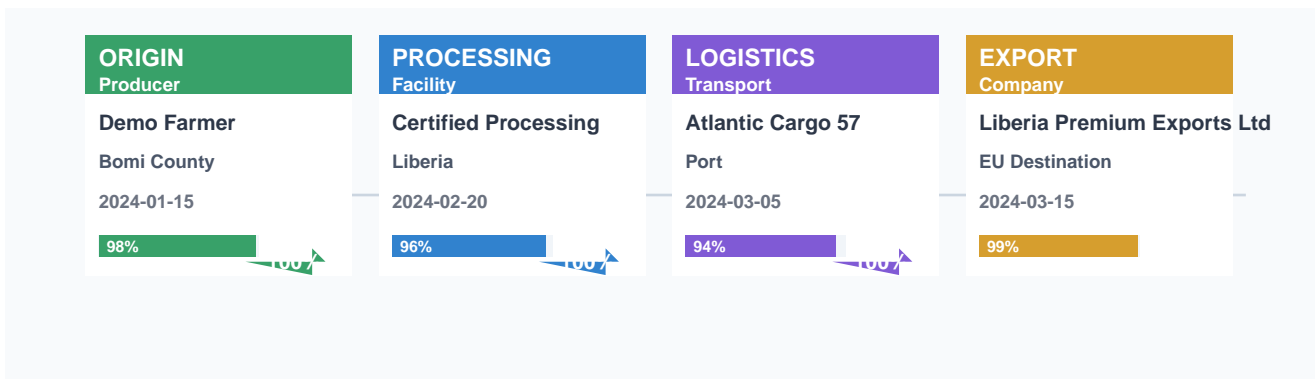 ORIGIN
Producer
Demo Farmer
Bomi County
2024-01-15
98%
PROCESSING
Facility
Certified Processing
Liberia
2024-02-20
96%
LOGISTICS
Transport
Atlantic Cargo 57
Port
2024-03-05
94%
EXPORT
Company
Liberia Premium Exports Ltd
EU Destination
2024-03-15
99%